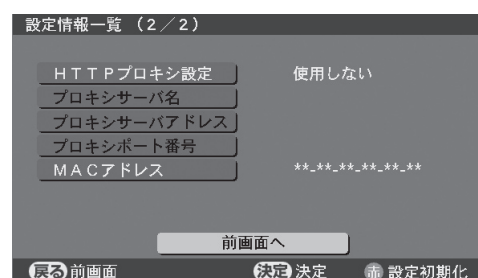 設定情報一覧 （２／２）
ＨＴＴＰプロキシ設定 使用しない
プロキシサーバ名
プロキシサーバアドレス
プロキシポート番号
ＭＡＣアドレス **-**-**-**-**-**
前画面へ
戻る 前画面 決定 決定 赤 設定初期化